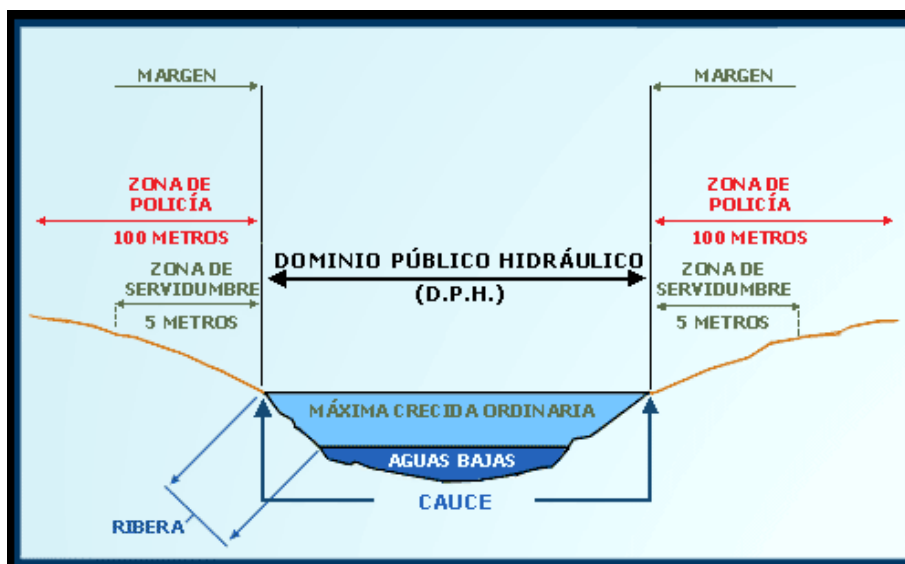 MARGEN
MARGEN
ZONA DE
POLICÍA
100 METROS
ZONA DE
POLICÍA
100 METROS
DOMINIO PÚBLICO HIDRÁULICO
(D.P.H.)
ZONA DE
SERVIDUMBRE
5 METROS
ZONA DE
SERVIDUMBRE
5 METROS
MÁXIMA CRECIDA ORDINARIA
AGUAS BAJAS
CAUCE
RIBERA